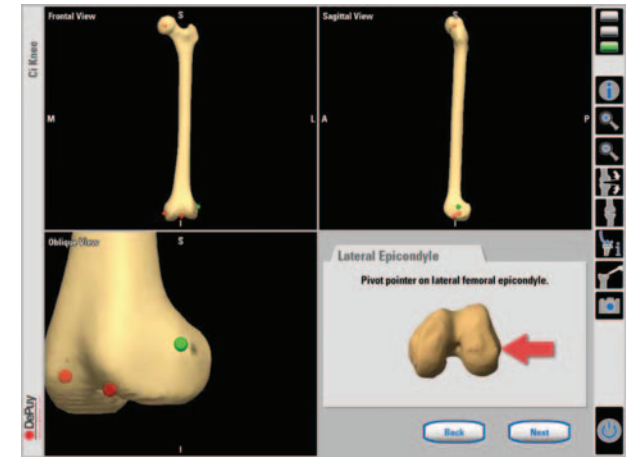 Ci Knee
Frontal View
S
M
L
I
Sagittal View
S
A
P
I
Oblique View
S
I
Lateral Epicondyle
Pivot pointer on lateral femoral epicondyle.
Back
Next
DePuy
i
i